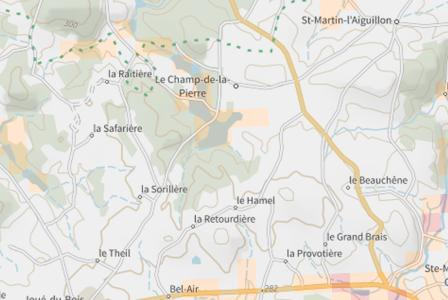 St-Martin-l'Aiguillon
300
la Raitière
Le Champ-de-la-
Pierre
la Safarière
le Beauchêne
la Sorillère
le Hamel
la Retourdière
le Grand Brais
le Theil
la Provotière
Ste-M
Bel-Air
282
Joué-du-Bois